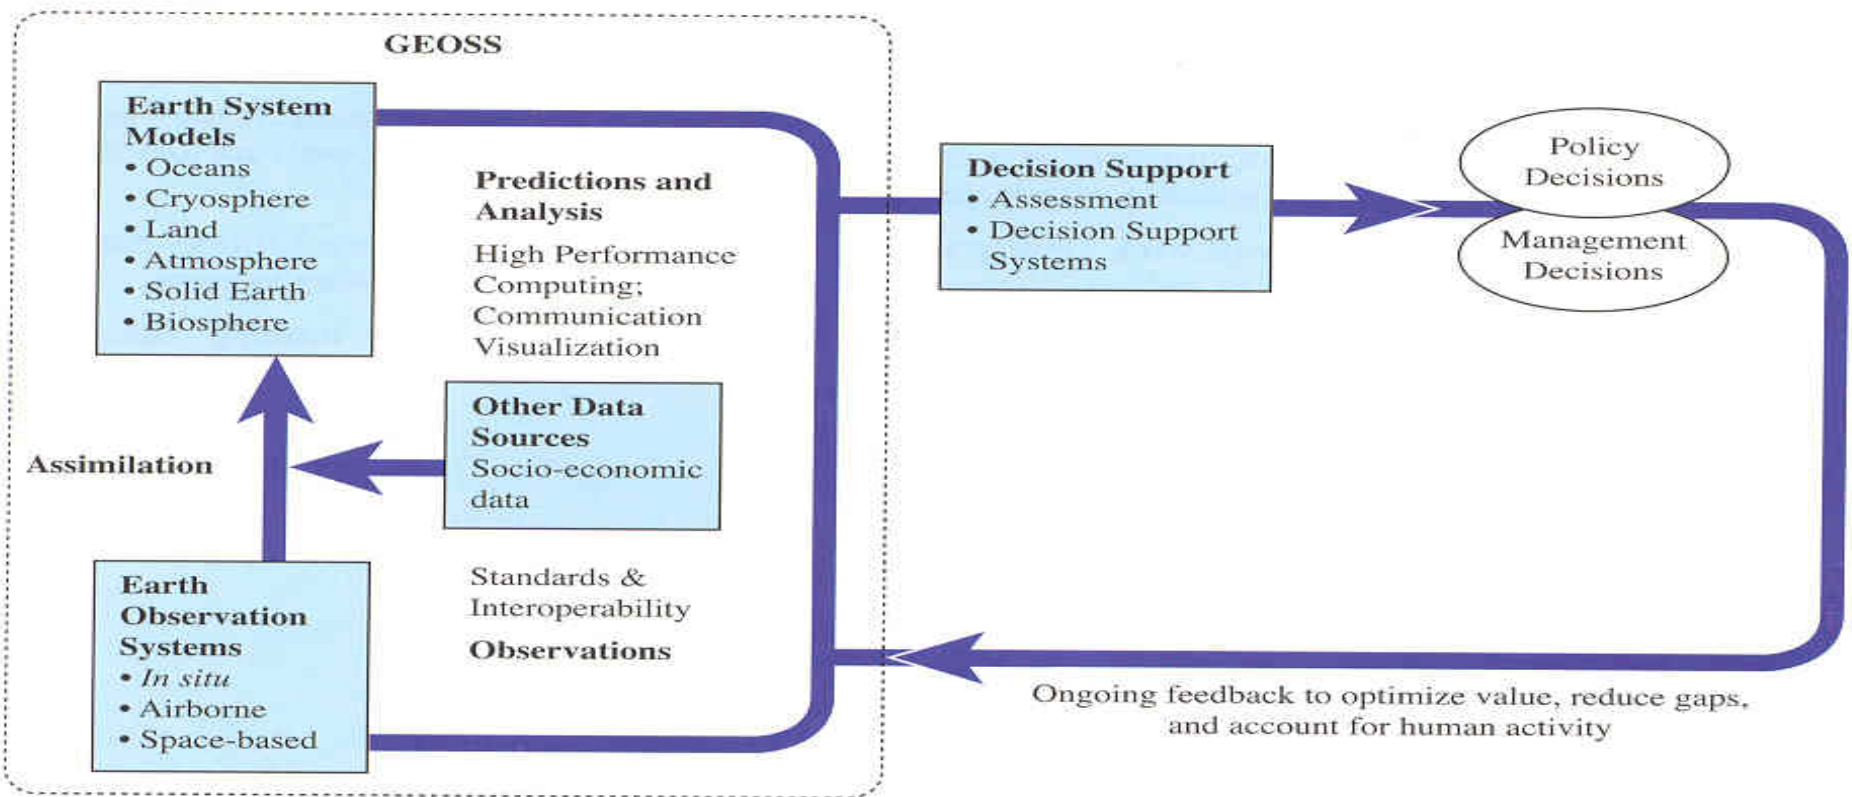 GEOSS
Earth System
Models
• Oceans
• Cryosphere
• Land
• Atmosphere
• Solid Earth
• Biosphere
Predictions and
Analysis
High Performance
Computing;
Communication
Visualization
Other Data
Sources
Socio-economic
data
Assimilation
Earth
Observation
Systems
• In situ
• Airborne
• Space-based
Standards &
Interoperability
Observations
Decision Support
• Assessment
• Decision Support
Systems
Policy
Decisions
Management
Decisions
Ongoing feedback to optimize value, reduce gaps,
and account for human activity